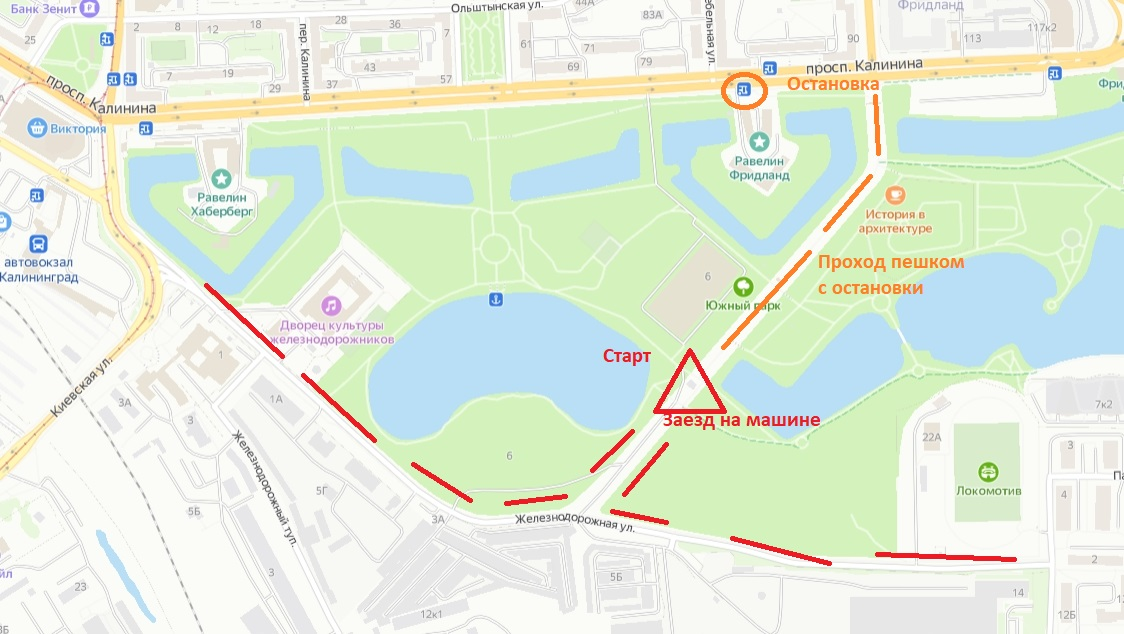 Банк Зенит
Ольштынская ул.
44А
83А
Фридланд
25
2
8
12
28
36
7
19
29
пер. Калинина
37
43
57
61
71
69
79
90
113
117к2
просп. Калинина
просп. Калинина
Остановка
Виктория
Равелин
Хаберберг
Равелин
Фридланд
История в
архитектуре
автовокзал
Калининград
Проход пешком
с остановки
6
Южный парк
Дворец культуры
железнодорожников
Старт
Заезд на машине
1
1А
3А
3
Киевская ул.
Железнодорожный туп.
5Г
5Б
6
3А
Железнодорожная ул.
22А
Локомотив
7к2
3
4
2
5Б
14
12Б
12к1
3
23